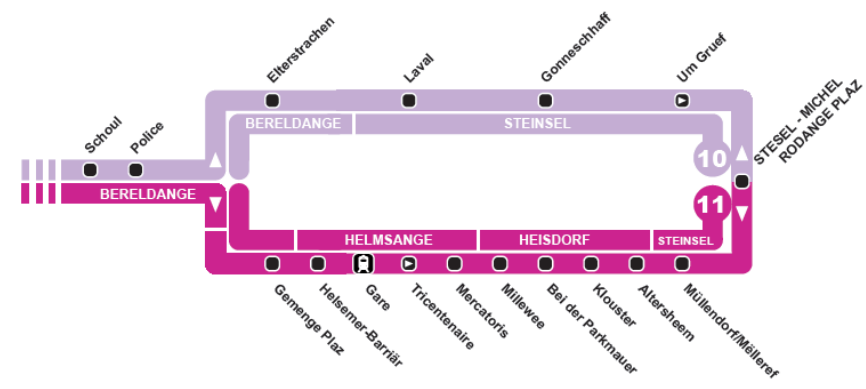 Schoul
Police
Elterstrachen
Laval
Gonneschhaff
Um Gruef
STESEL - MICHEL
RODANGE PLAZ
BERELDANGE
STEINSEL
10
BERELDANGE
11
HELMSANGE
HEISDORF
STEINSEL
Gemenge Plaz
Helsemer-Barriär
Gare
Tricentenaire
Mercatoris
Millewee
Bei der Parkmauer
Klouster
Altersheem
Müllendorf/Mëlleref